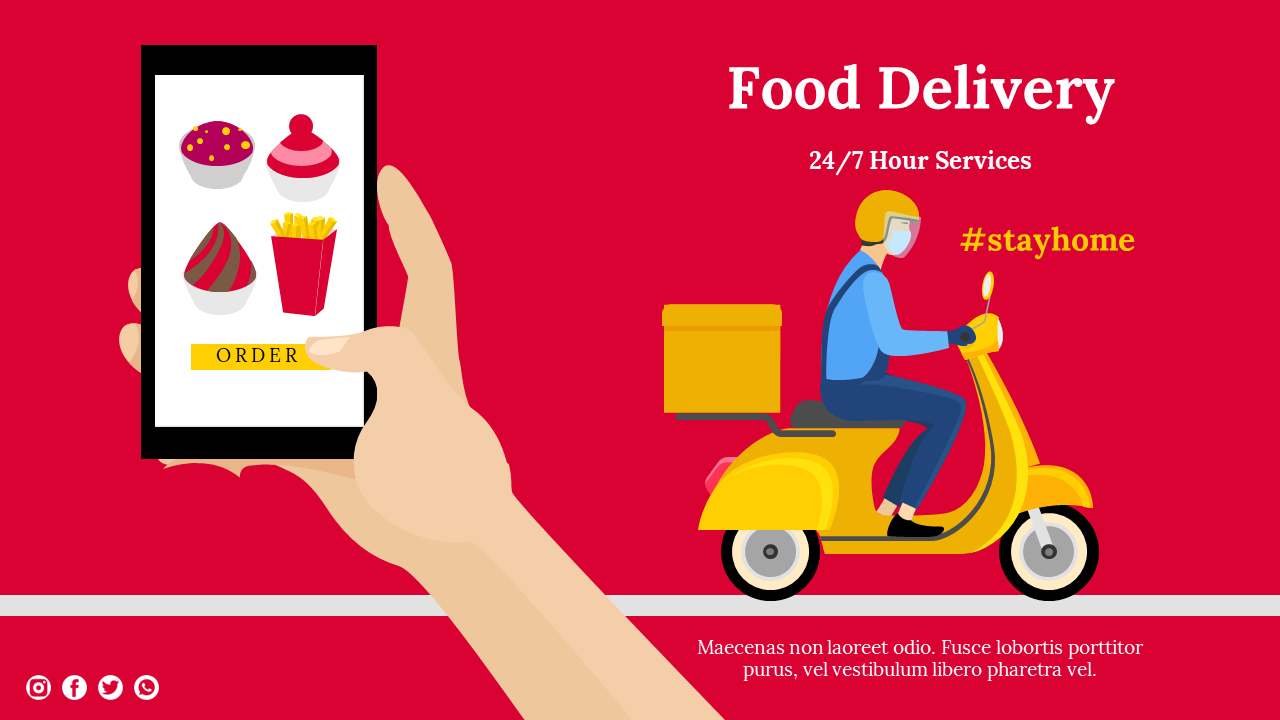 Food Delivery
24/7 Hour Services
#stayhome
ORDER
Maecenas non laoreet odio. Fusce lobortis porttitor
purus, vel vestibulum libero pharetra vel.